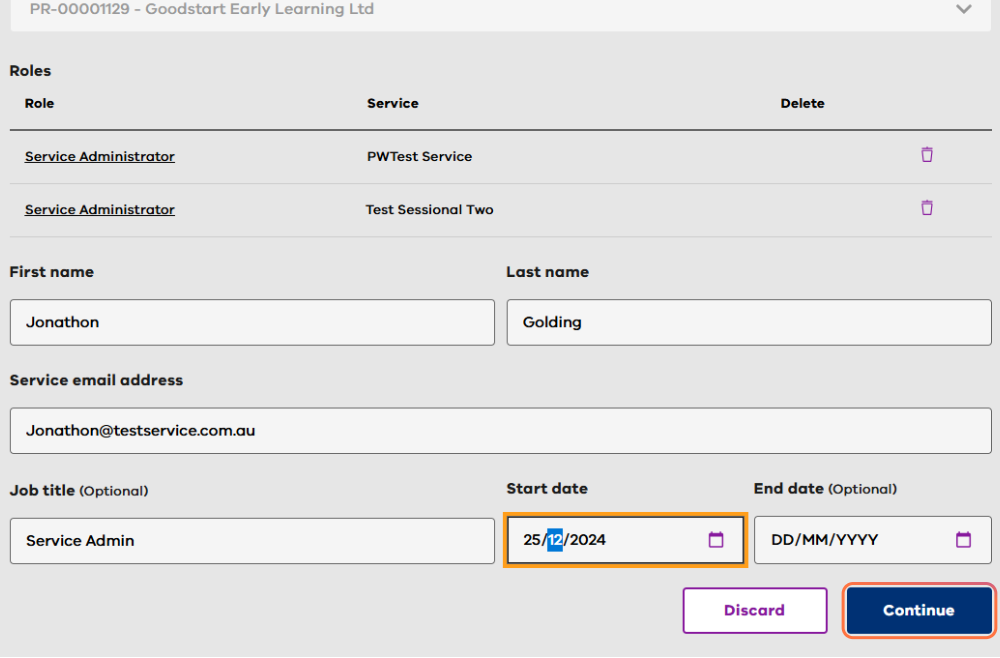 PR-00001129 - Goodstart Early Learning Ltd
Roles
Role Service Delete
Service Administrator PWTest Service
Service Administrator Test Sessional Two
First name Last name
Jonathon Golding
Service email address
Jonathon@testservice.com.au
Job title (Optional) Start date End date (Optional)
Service Admin 25/12/2024 DD/MM/YYYY
Discard Continue